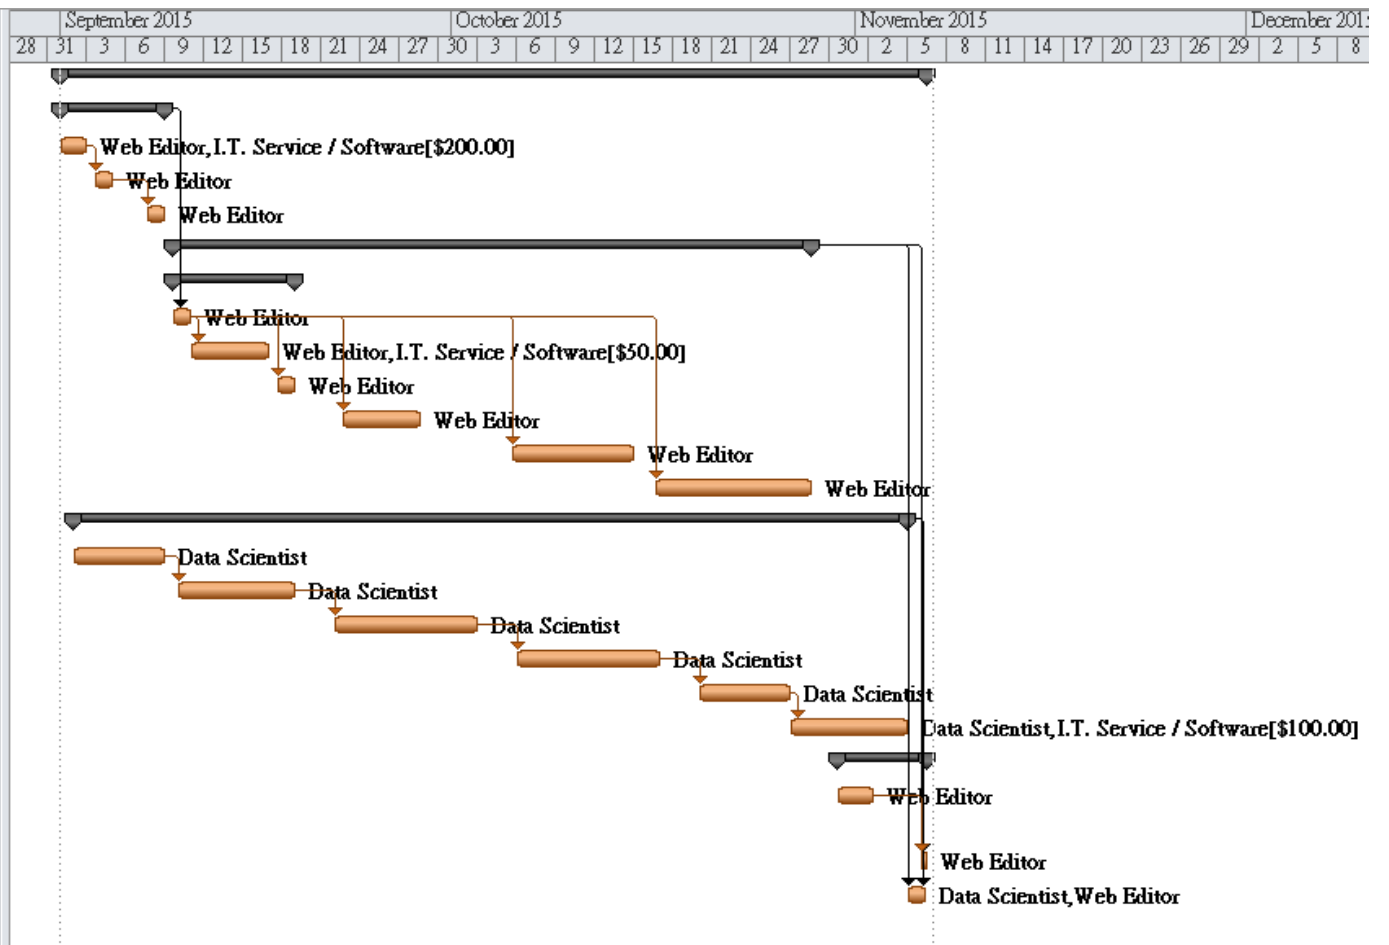 September 2015 October 2015 November 2015 December 201
28 31 3 6 9 12 15 18 21 24 27 30 3 6 9 12 15 18 21 24 27 30 2 5 8 11 14 17 20 23 26 29 2 5 8
Web Editor,I.T. Service / Software[$200.00]
Web Editor
Web Editor
Web Editor
Web Editor,I.T. Service / Software[$50.00]
Web Editor
Web Editor
Web Editor
Web Editor
Data Scientist
Data Scientist
Data Scientist
Data Scientist
Data Scientist
Data Scientist,I.T. Service / Software[$100.00]
Web Editor
Web Editor
Data Scientist,Web Editor